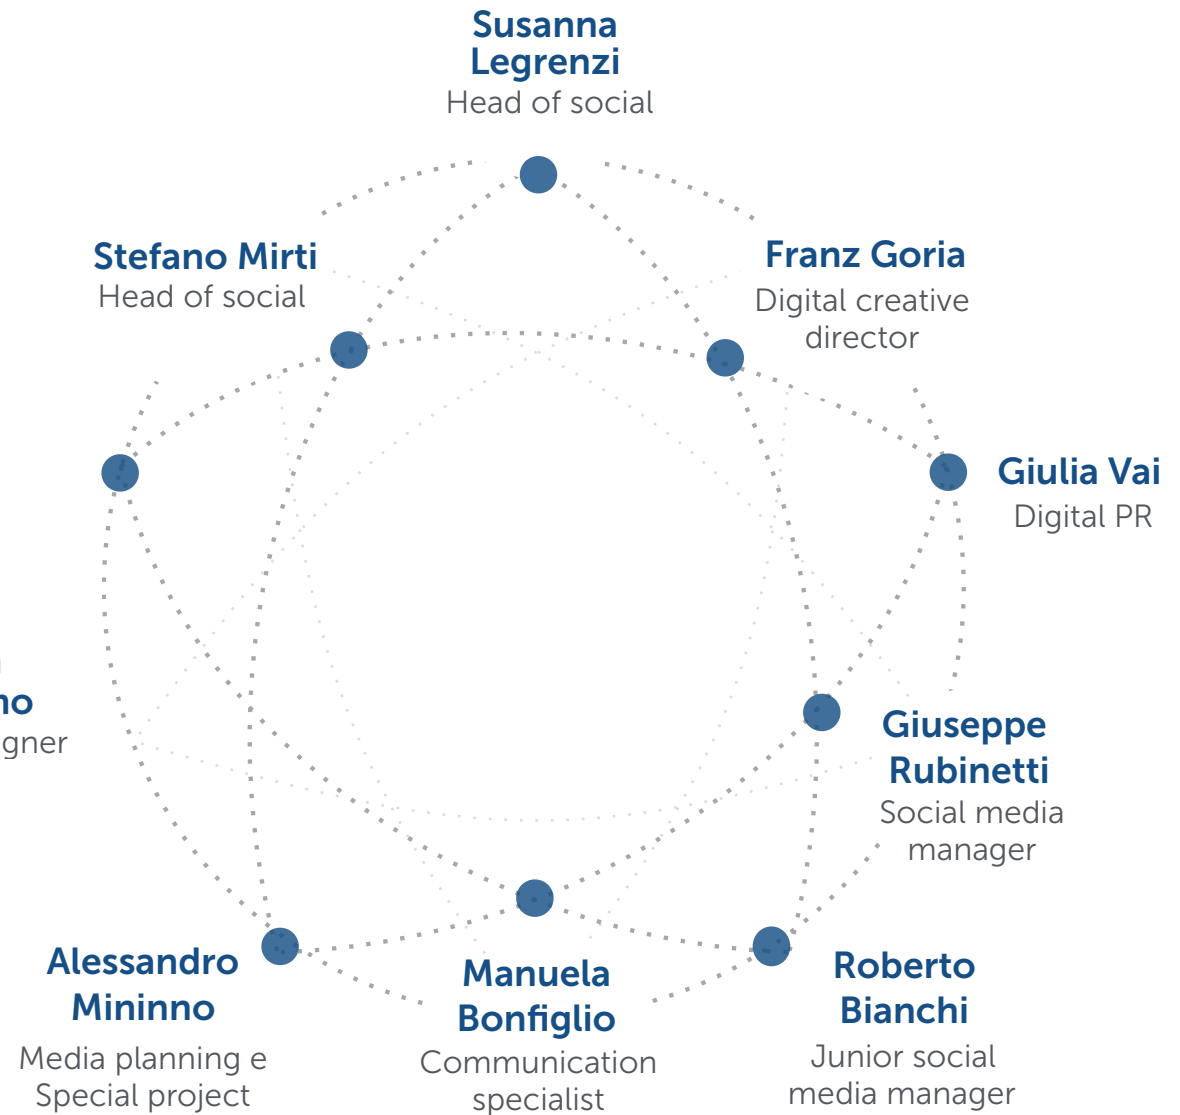 Susanna
Legrenzi
Head of social
Stefano Mirti
Head of social
Franz Goria
Digital creative
director
Giulia Vai
Digital PR
Giuseppe
Rubinetti
Social media
manager
Alessandro
Mininno
Media planning e
Special project
Manuela
Bonfiglio
Communication
specialist
Roberto
Bianchi
Junior social
media manager